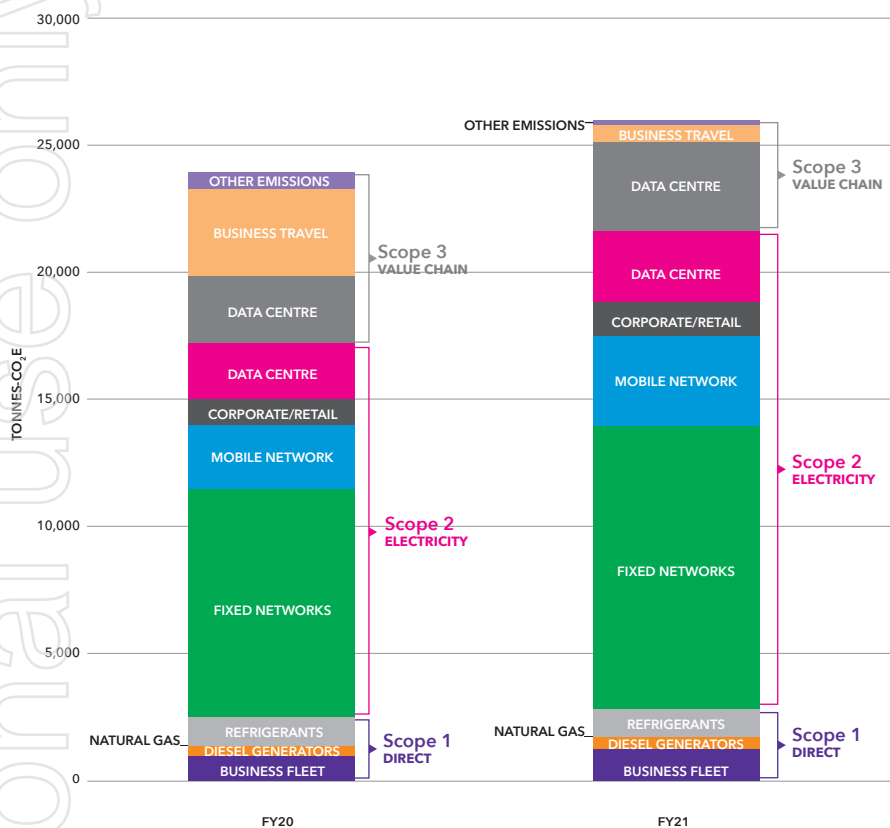 30,000
25,000
20,000
15,000
10,000
5,000
0
TONNES-CO₂E
OTHER EMISSIONS
BUSINESS TRAVEL
DATA CENTRE
DATA CENTRE
CORPORATE/RETAIL
MOBILE NETWORK
FIXED NETWORKS
REFRIGERANTS
NATURAL GAS
DIESEL GENERATORS
BUSINESS FLEET
Scope 3
VALUE CHAIN
Scope 2
ELECTRICITY
Scope 1
DIRECT
FY20
OTHER EMISSIONS
BUSINESS TRAVEL
DATA CENTRE
DATA CENTRE
CORPORATE/RETAIL
MOBILE NETWORK
FIXED NETWORKS
REFRIGERANTS
NATURAL GAS
DIESEL GENERATORS
BUSINESS FLEET
Scope 3
VALUE CHAIN
Scope 2
ELECTRICITY
Scope 1
DIRECT
FY21
onal use only